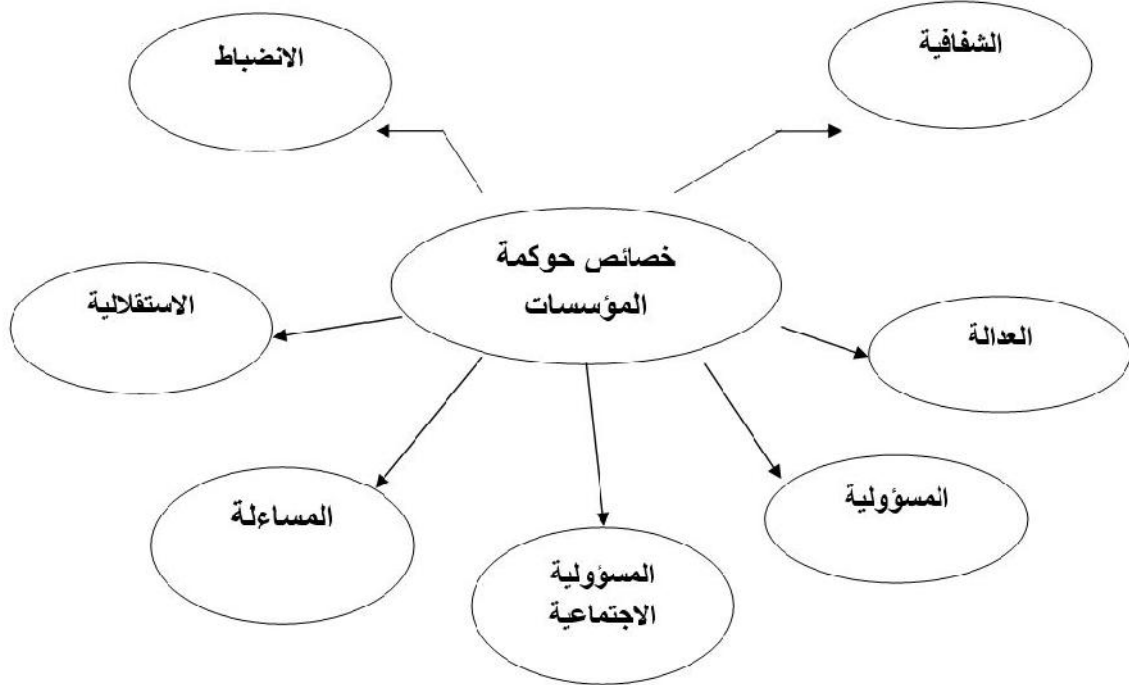 الشفافية
الانضباط
خصائص حوكمة
المؤسسات
العدالة
الاستقلالية
المسؤولية
المساءلة
المسؤولية
الاجتماعية